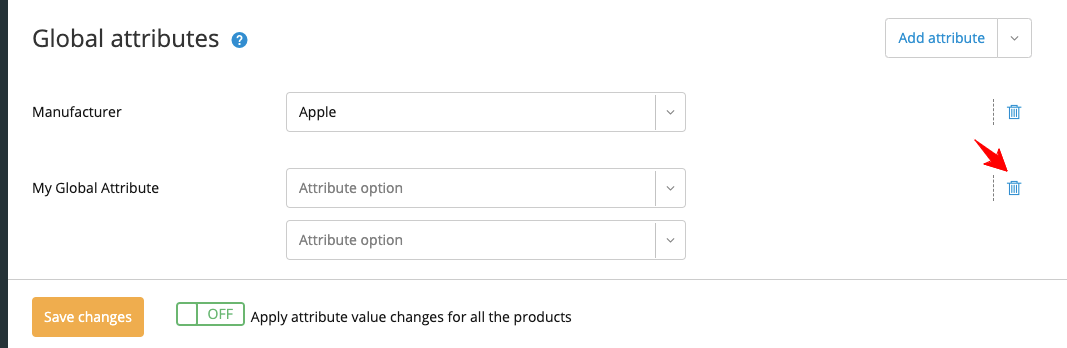 Global attributes ?
Add attribute
Manufacturer
Apple
My Global Attribute
Attribute option
Attribute option
Save changes
OFF
Apply attribute value changes for all the products